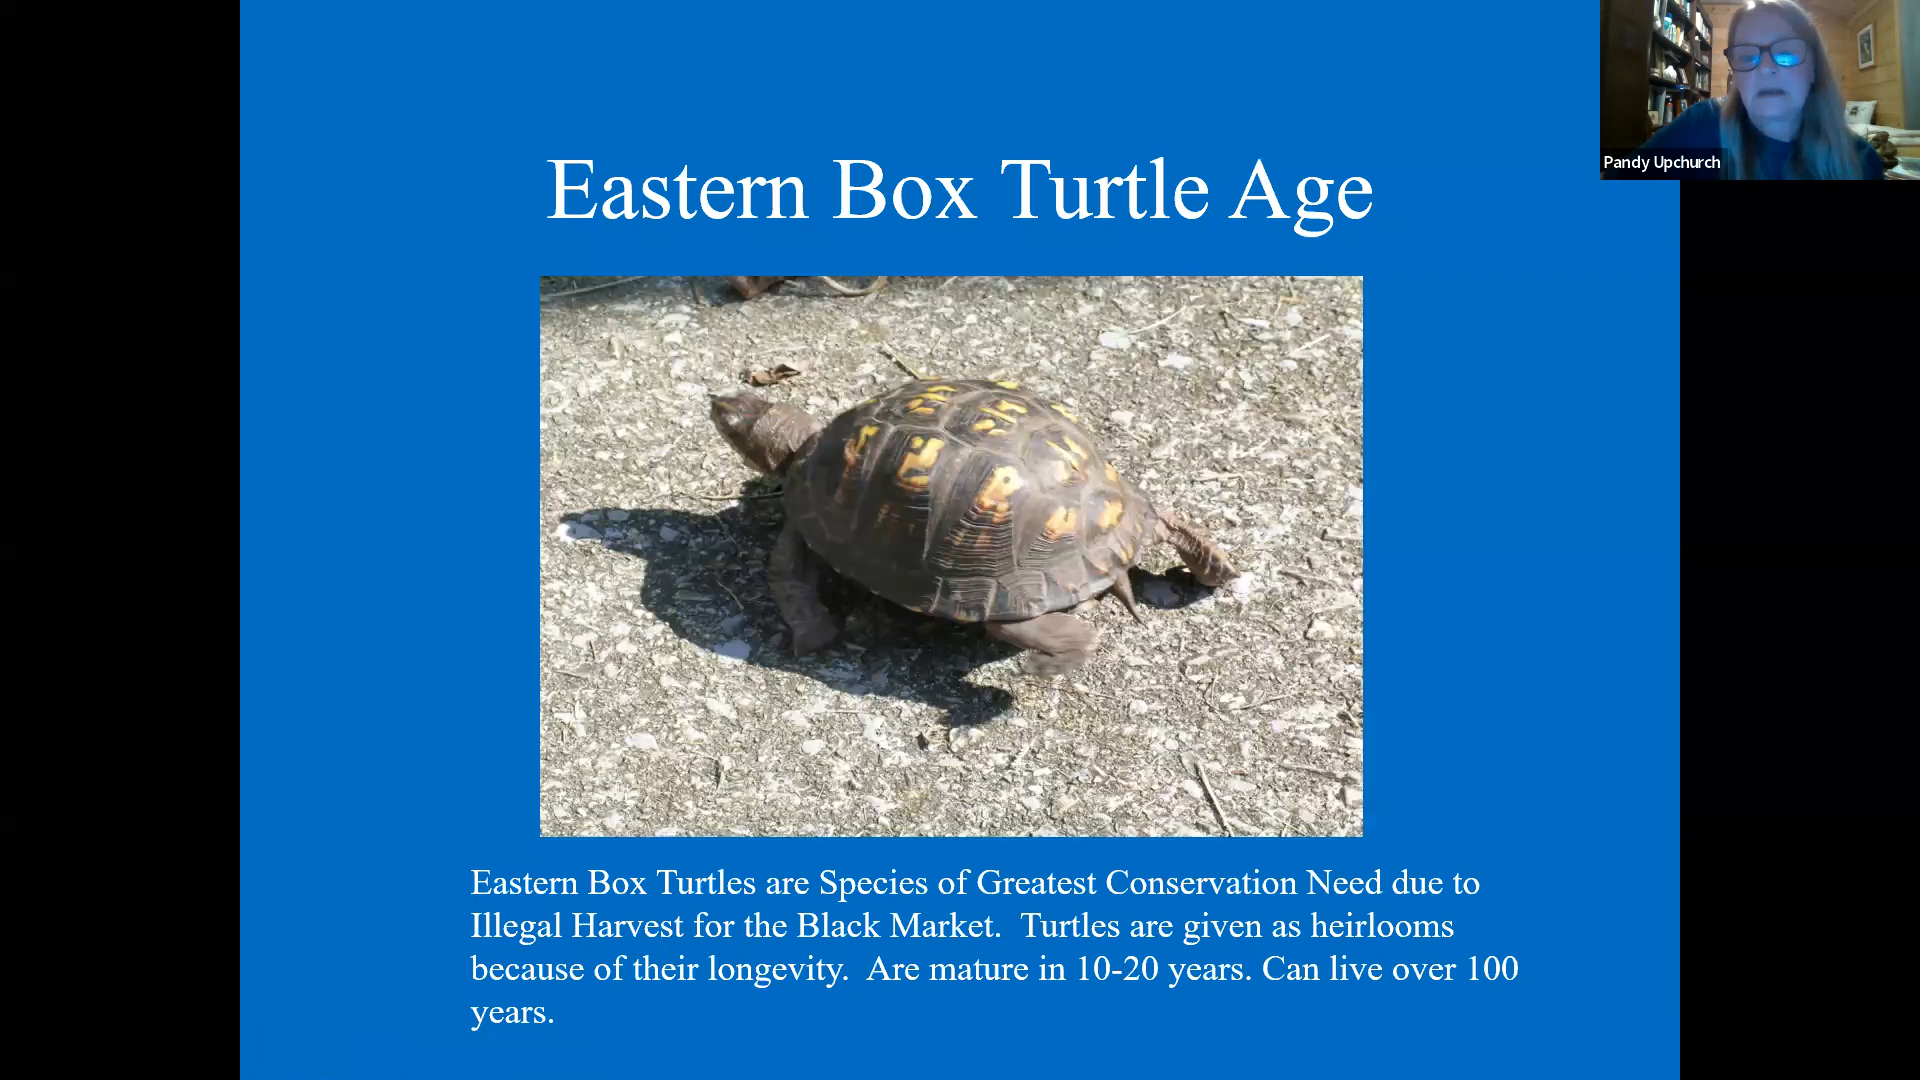 Pandy Upchurch
Eastern Box Turtle Age
Eastern Box Turtles are Species of Greatest Conservation Need due to
Illegal Harvest for the Black Market.  Turtles are given as heirlooms
because of their longevity.  Are mature in 10-20 years. Can live over 100
years.